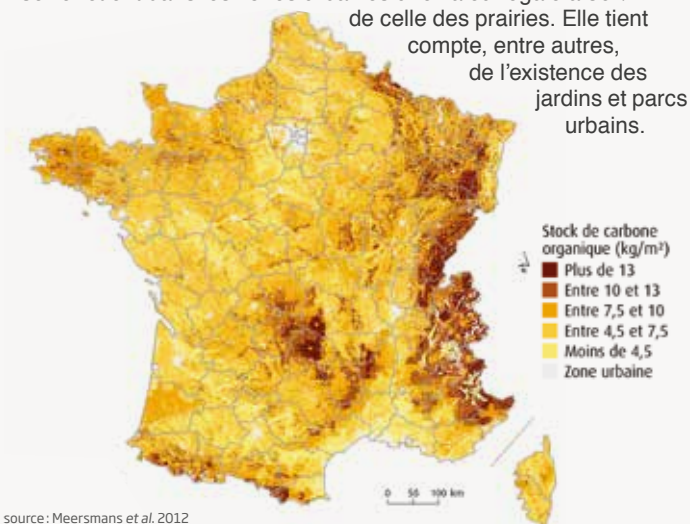 de celle des prairies. Elle tient
compte, entre autres,
de l'existence des
jardins et parcs
urbains.
Stock de carbone
organique (kg/m²)
Plus de 13
Entre 10 et 13
Entre 7,5 et 10
Entre 4,5 et 7,5
Moins de 4,5
Zone urbaine
0 55 100 km
source: Meersmans et al. 2012